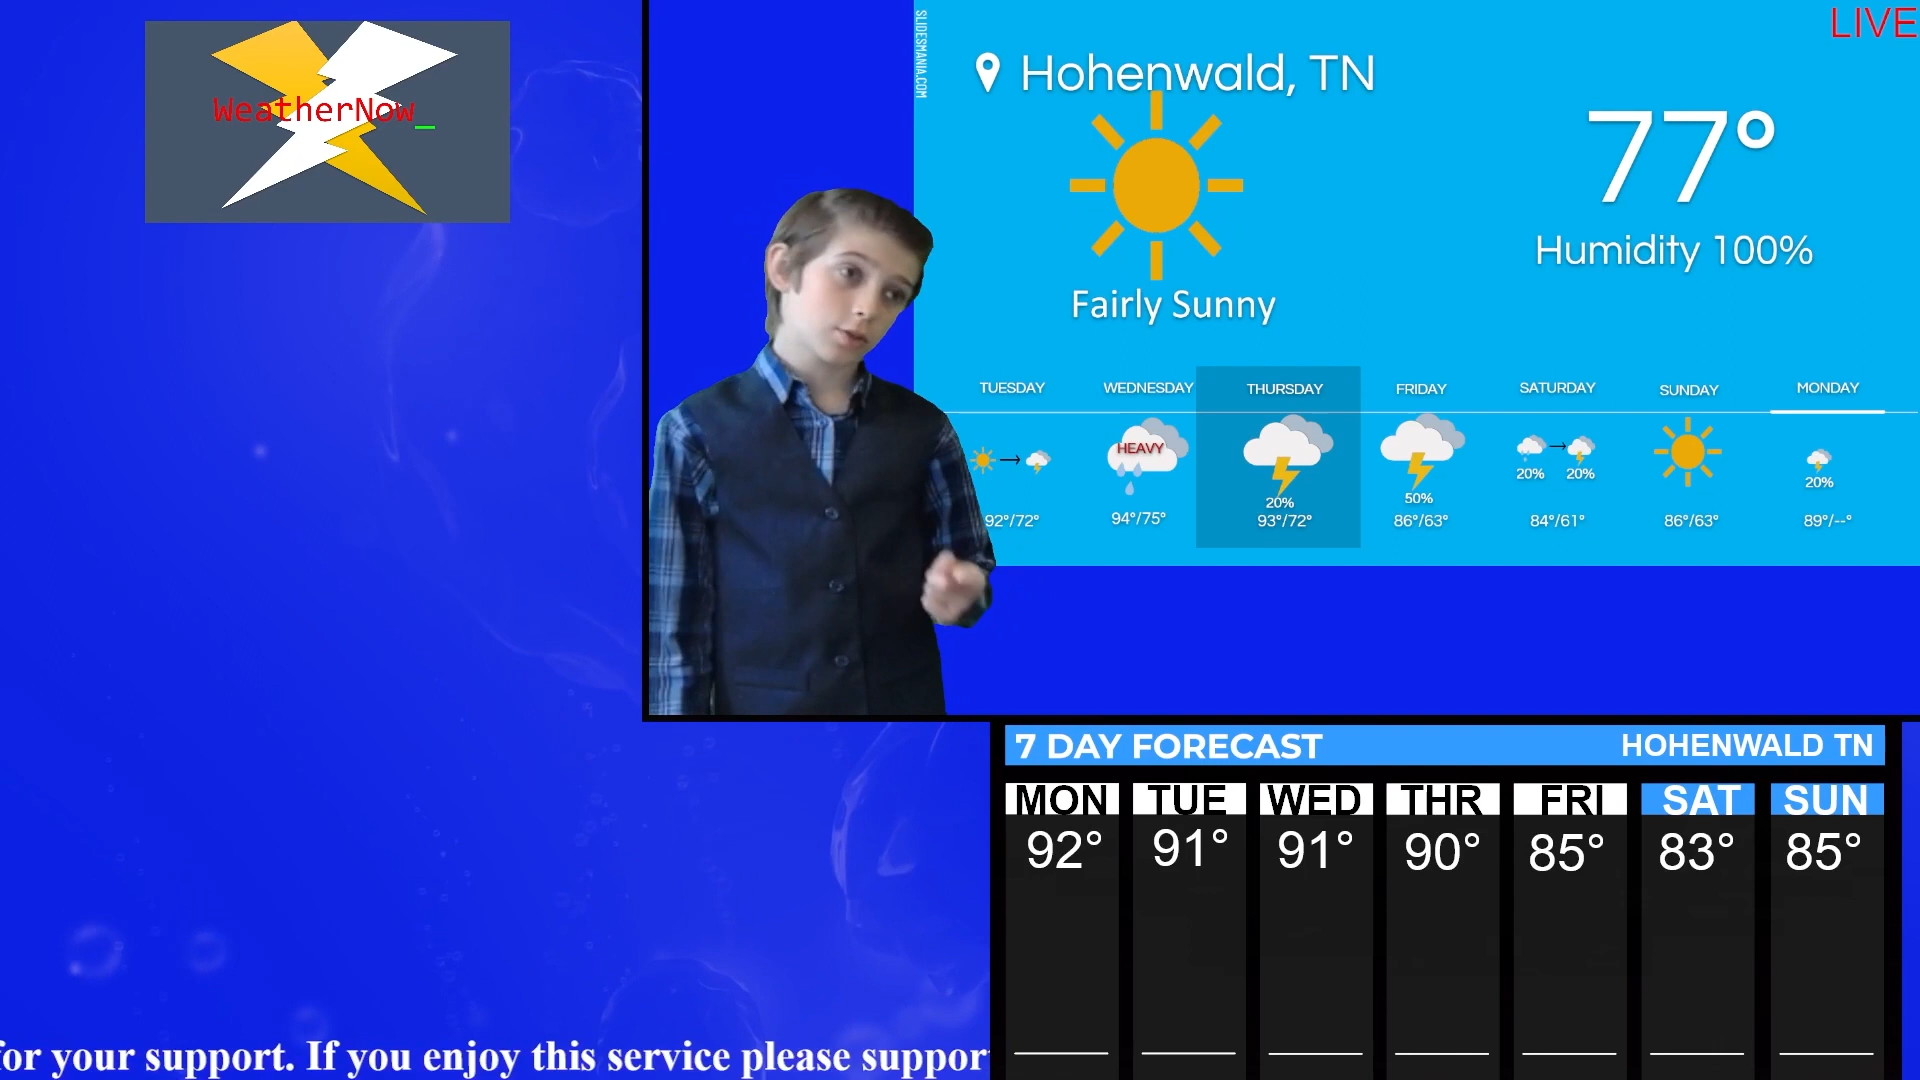 WeatherNow_
SLIDESMANIA.COM
LIVE
Hohenwald, TN
77°
Humidity 100%
Fairly Sunny
TUESDAY WEDNESDAY THURSDAY FRIDAY SATURDAY SUNDAY MONDAY
HEAVY
20% 50% 20% 20% 20%
92°/72° 94°/75° 93°/72° 86°/63° 84°/61° 86°/63° 89°/--°
7 DAY FORECAST HOHENWALD TN
MON TUE WED THR FRI SAT SUN
92° 91° 91° 90° 85° 83° 85°
for your support. If you enjoy this service please suppor